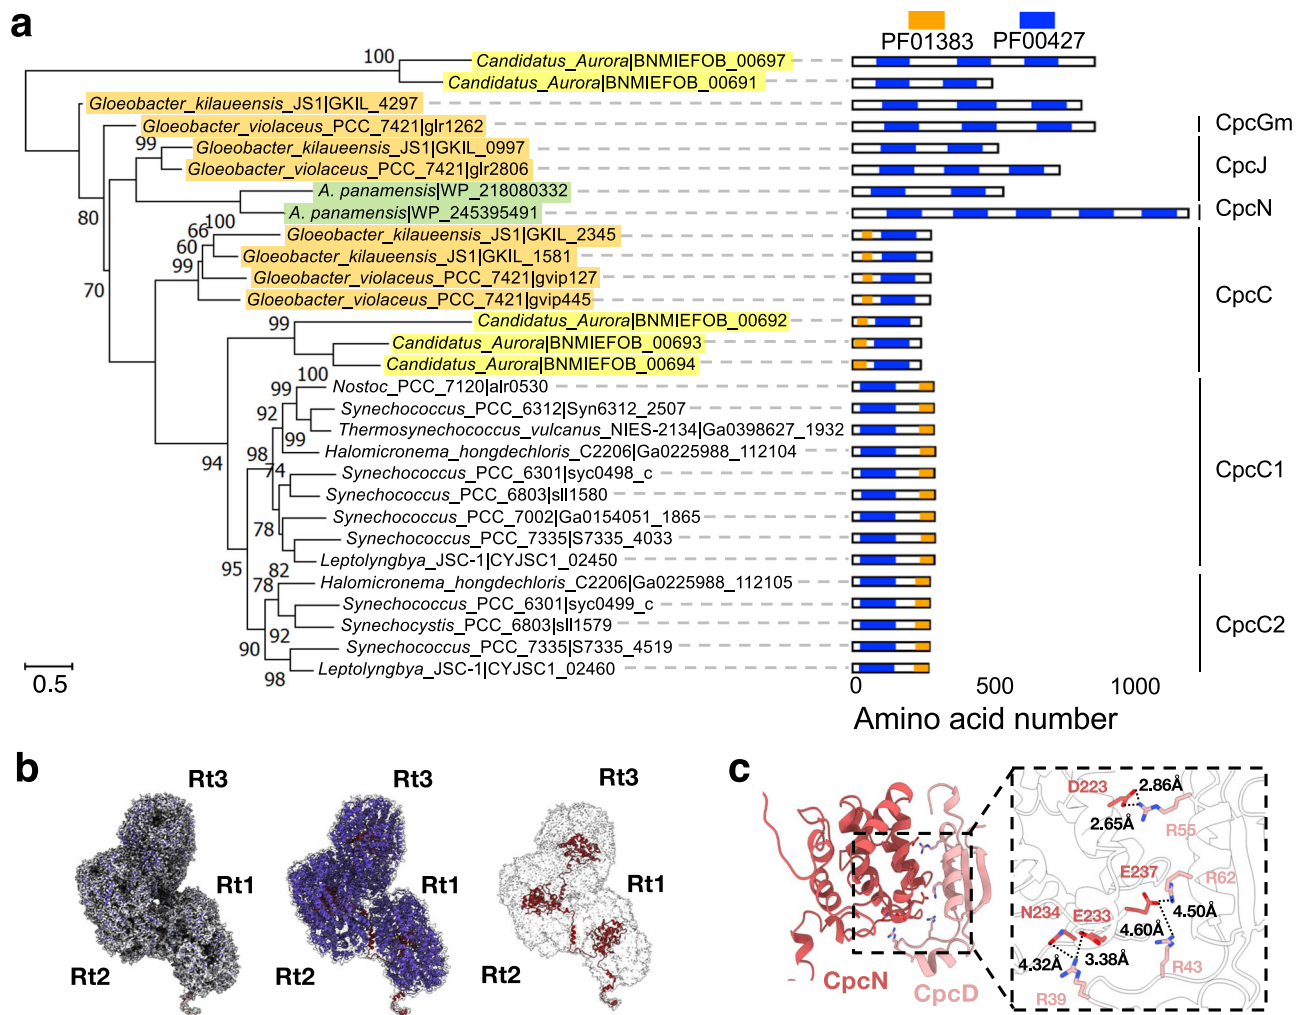 a
PF01383 PF00427
100
Candidatus_Aurora|BNMIEFOB_00697
Candidatus_Aurora|BNMIEFOB_00691
Gloeobacter_kilaueensis_JS1|GKIL_4297
Gloeobacter_violaceus_PCC_7421|glr1262
CpcGm
99
Gloeobacter_kilaueensis_JS1|GKIL_0997
Gloeobacter_violaceus_PCC_7421|glr2806
CpcJ
A. panamensis|WP_218080332
80
A. panamensis|WP_245395491
CpcN
66
100
Gloeobacter_kilaueensis_JS1|GKIL_2345
60
Gloeobacter_kilaueensis_JS1|GKIL_1581
99
Gloeobacter_violaceus_PCC_7421|gvip127
70
Gloeobacter_violaceus_PCC_7421|gvip445
CpcC
99
Candidatus_Aurora|BNMIEFOB_00692
Candidatus_Aurora|BNMIEFOB_00693
Candidatus_Aurora|BNMIEFOB_00694
100
99
Nostoc_PCC_7120|alr0530
92
Synechococcus_PCC_6312|Syn6312_2507
Thermosynechococcus_vulcanus_NIES-2134|Ga0398627_1932
99
98
Halomicronema_hongdechloris_C2206|Ga0225988_112104
94
74
Synechococcus_PCC_6301|syc0498_c
CpcC1
Synechococcus_PCC_6803|sll1580
78
Synechococcus_PCC_7002|Ga0154051_1865
Synechococcus_PCC_7335|S7335_4033
95
82
Leptolyngbya_JSC-1|CYJSC1_02450
78
Halomicronema_hongdechloris_C2206|Ga0225988_112105
Synechococcus_PCC_6301|syc0499_c
92
Synechocystis_PCC_6803|sll1579
CpcC2
90
Synechococcus_PCC_7335|S7335_4519
98
Leptolyngbya_JSC-1|CYJSC1_02460
0.5
0 500 1000
Amino acid number
b
Rt3 Rt3 Rt3
Rt1 Rt1 Rt1
Rt2 Rt2 Rt2
c
CpcN CpcD
D223 2.86Å
2.65Å R55
E237 R62
N234 E233 4.50Å
4.60Å
4.32Å 3.38Å
R43
R39